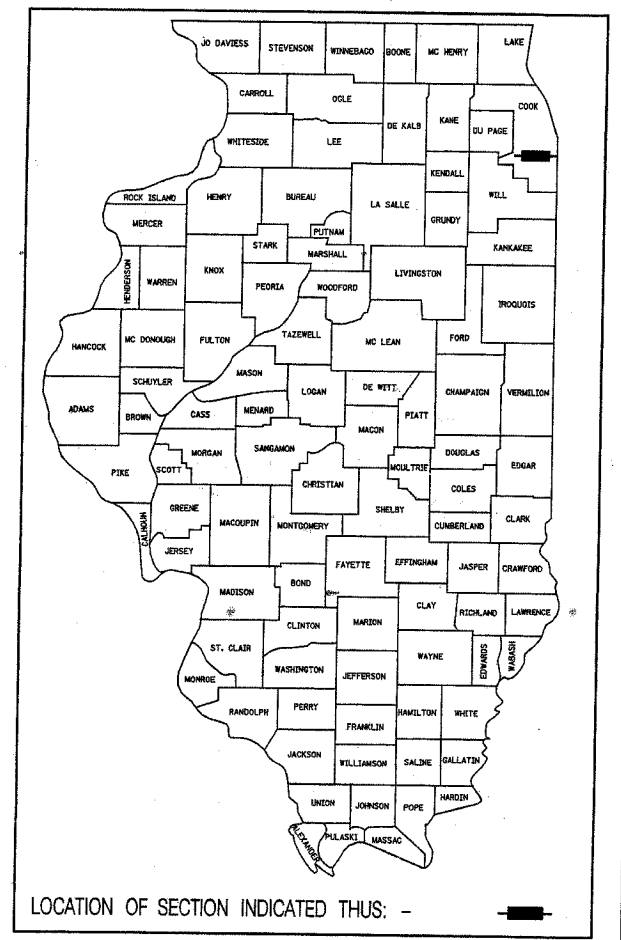 JO DAVIESS STEVENSON WINNEBAGO BOONE MC HENRY LAKE
CARROLL OGLE COOK
DE KALB KANE DU PAGE
WHITESIDE LEE
KENDALL
ROCK ISLAND HENRY BUREAU LA SALLE WILL
MERCER PUTNAM GRUNDY
STARK MARSHALL KANKAKEE
HENDERSON WARREN KNOX PEORIA WOODFORD LIVINGSTON
IROQUOIS
HANCOCK MC DONOUGH FULTON TAZEWELL MC LEAN FORD
SCHUYLER MASON LOGAN DE WITT CHAMPAIGN VERMILION
ADAMS BROWN CASS MENARD PIATT
MACON
PIKE SCOTT MORGAN SANGAMON MOULTRIE DOUGLAS EDGAR
CHRISTIAN COLES
CALHOUN GREENE MACOUPIN MONTGOMERY SHELBY CUMBERLAND CLARK
JERSEY
FAYETTE EFFINGHAM JASPER CRAWFORD
MADISON BOND
CLAY RICHLAND LAWRENCE
CLINTON MARION
ST. CLAIR WAYNE EDWARDS WABASH
WASHINGTON JEFFERSON
MONROE
RANDOLPH PERRY HAMILTON WHITE
FRANKLIN
JACKSON WILLIAMSON SALINE GALLATIN
UNION JOHNSON POPE HARDIN
ALEXANDER PULASKI MASSAC
LOCATION OF SECTION INDICATED THUS: -